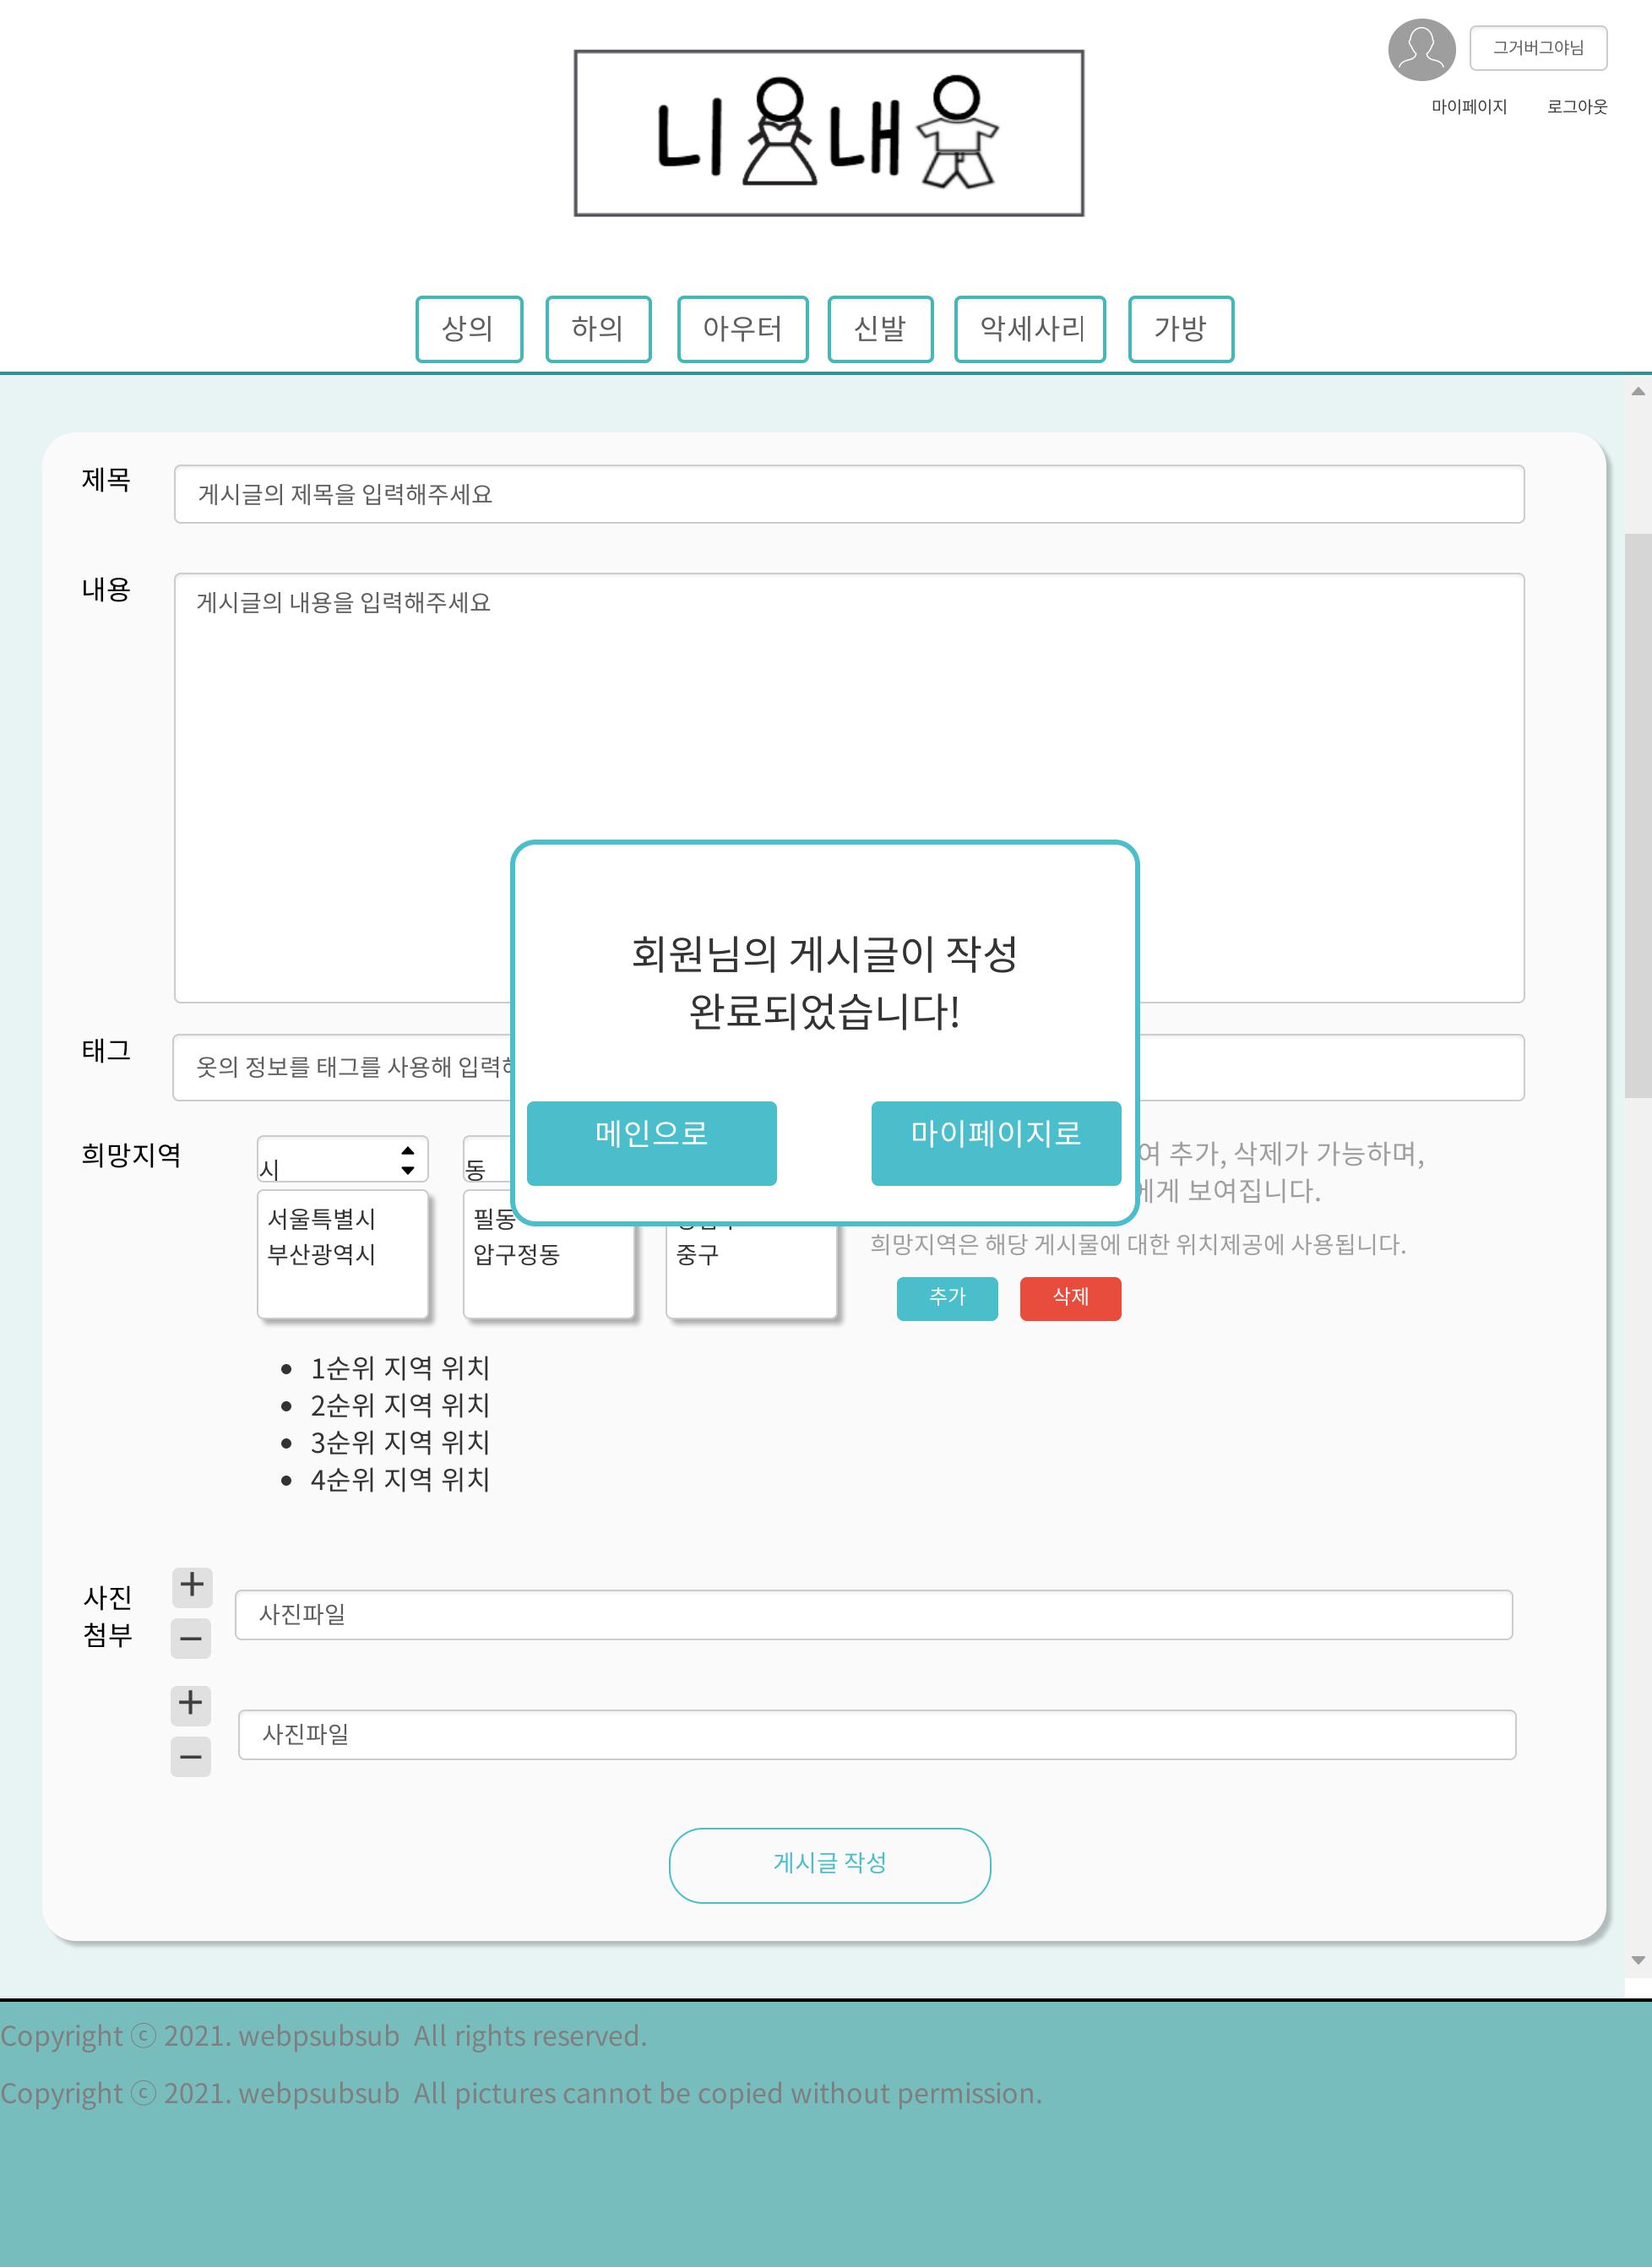 그거버그야님
마이페이지 로그아웃
니 내
상의 하의 아우터 신발 악세사리 가방
제목 게시글의 제목을 입력해주세요
내용 게시글의 내용을 입력해주세요
회원님의 게시글이 작성
완료되었습니다!
메인으로 마이페이지로
태그 옷의 정보를 태그를 사용해
희망지역 시 동 추가, 삭제가 가능하며,
보여집니다.
서울특별시 필동
부산광역시 압구정동 중구
희망지역은 해당 게시물에 대한 위치제공에 사용됩니다.
추가 삭제
• 1순위 지역 위치
• 2순위 지역 위치
• 3순위 지역 위치
• 4순위 지역 위치
사진
첨부
+
사진파일
−
+
사진파일
−
게시글 작성
Copyright ⓒ 2021. webpsubsub All rights reserved.
Copyright ⓒ 2021. webpsubsub All pictures cannot be copied without permission.